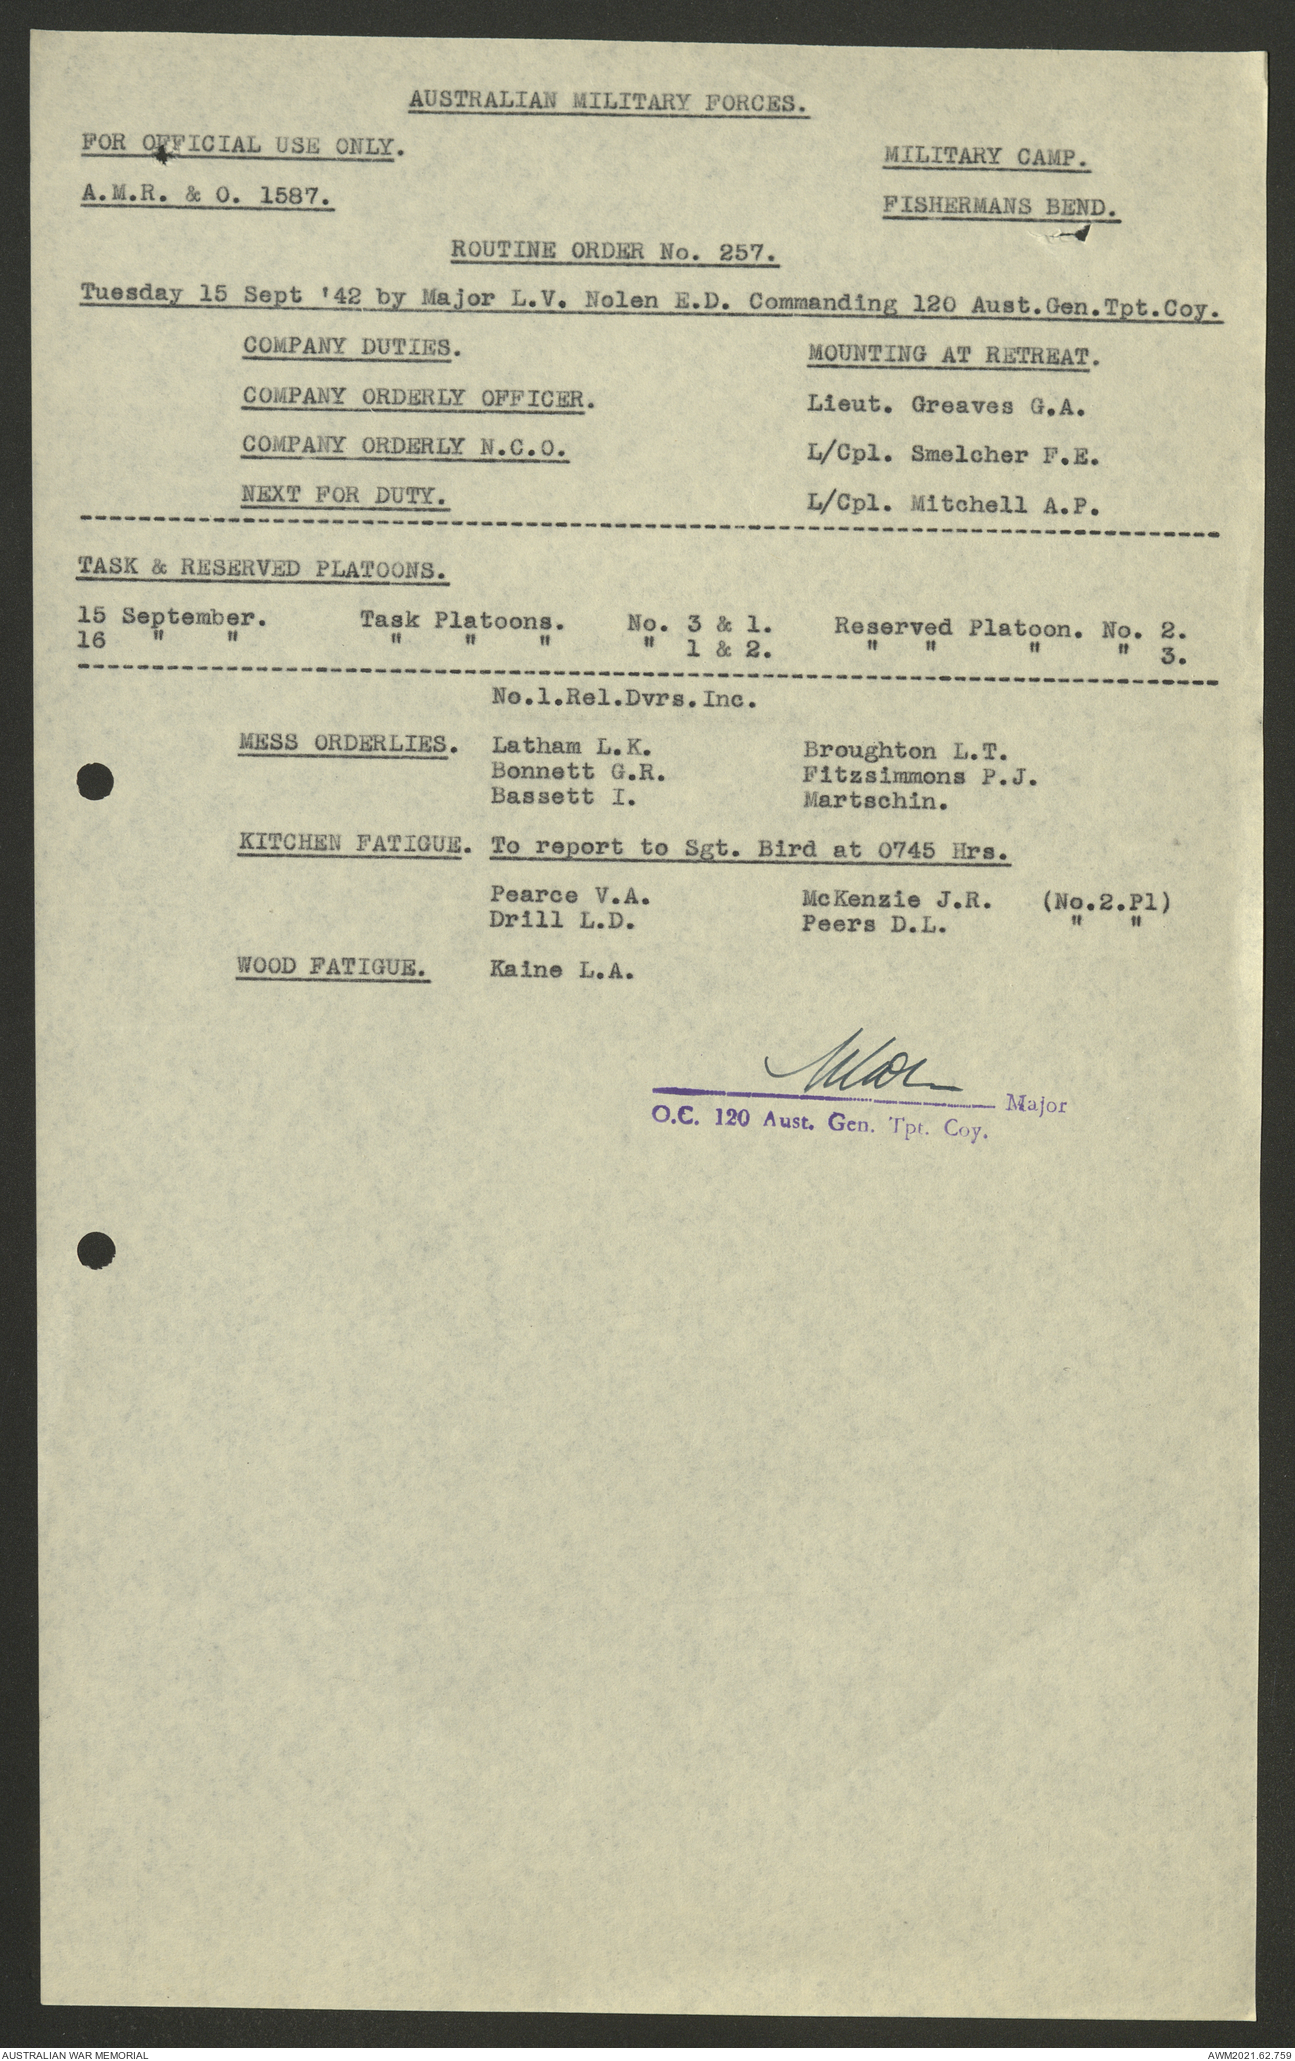 AUSTRALIAN MILITARY FORCES.
FOR OFFICIAL USE ONLY.
MILITARY CAMP.
A.M.R. & O. 1587.
FISHERMANS BEND.
ROUTINE ORDER No. 257.
Tuesday 15 Sept '42 by Major L.V. Nolen E.D. Commanding 120 Aust.Gen.Tpt.Coy.
COMPANY DUTIES. MOUNTING AT RETREAT.
COMPANY ORDERLY OFFICER. Lieut. Greaves G.A.
COMPANY ORDERLY N.C.O. L/Cpl. Smelcher F.E.
NEXT FOR DUTY. L/Cpl. Mitchell A.P.
TASK & RESERVED PLATOONS.
15 September. Task Platoons. No. 3 & 1. Reserved Platoon. No. 2.
16 " " " " " " 1 & 2. " " " " 3.
No.1.Rel.Dvrs.Inc.
MESS ORDERLIES. Latham L.K. Broughton L.T.
Bonnett G.R. Fitzsimmons P.J.
Bassett I. Martschin.
KITCHEN FATIGUE. To report to Sgt. Bird at 0745 Hrs.
Pearce V.A. McKenzie J.R. (No.2.Pl)
Drill L.D. Peers D.L. " "
WOOD FATIGUE. Kaine L.A.
Major
O.C. 120 Aust. Gen. Tpt. Coy.
AUSTRALIAN WAR MEMORIAL AWM2021.62.759